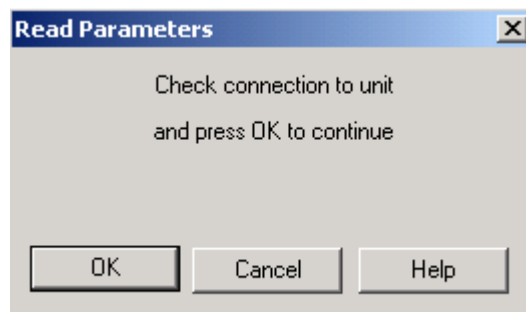 Read Parameters
Check connection to unit
and press OK to continue
OK Cancel Help